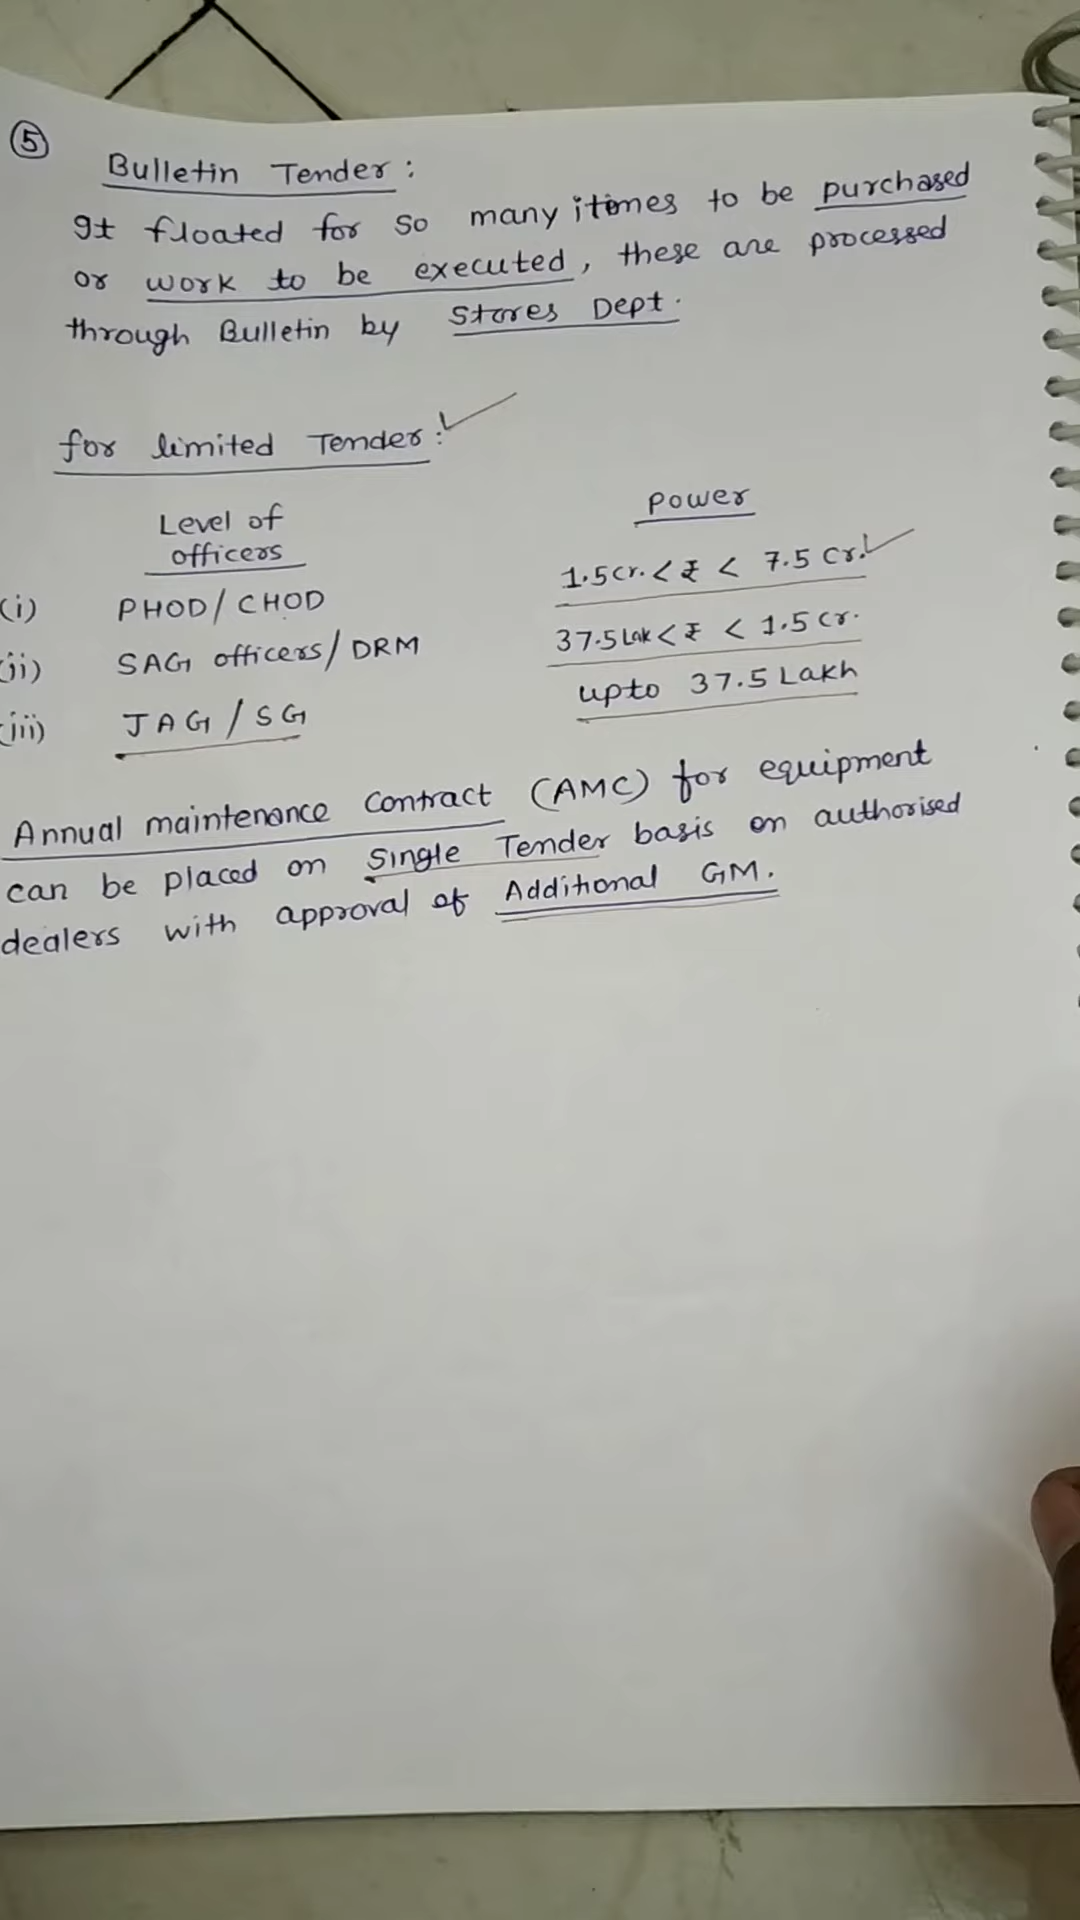 5
Bulletin Tender :
It floated for so many itimes to be purchased
or work to be executed, these are processed
through Bulletin by Stores Dept.
for limited Tender :
Level of officers Power
(i) PHOD/CHOD 1.5 cr. < ₹ < 7.5 Cr.
(ii) SAG officers/DRM 37.5 Lak < ₹ < 1.5 cr.
(iii) JAG/SG upto 37.5 Lakh
Annual maintenance Contract (AMC) for equipment
can be placed on Single Tender basis on authorised
dealers with approval of Additional GM.